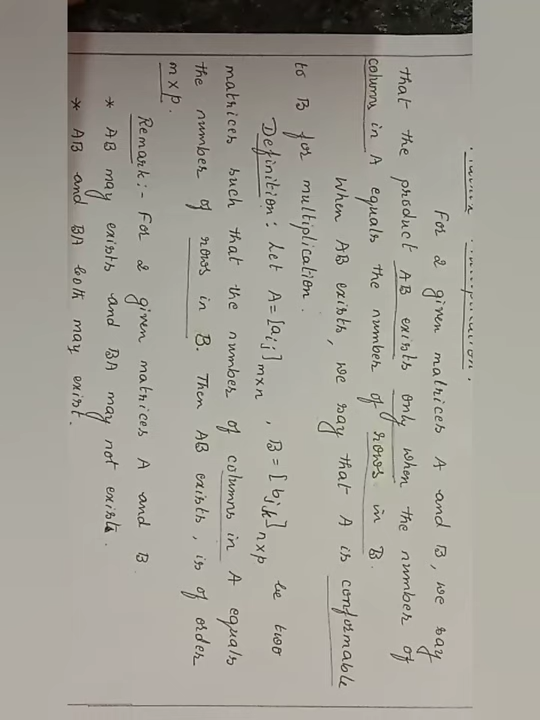 For 2 given matrices A and B, we say
that the product AB exists only when the number of
columns in A equals the number of rows in B.
When AB exists, we say that A is conformable
to B for multiplication.
Definition: Let A = [aij]m×n , B = [bjk]n×p be two
matrices such that the number of columns in A equals
the number of rows in B. Then AB exists, is of order
m×p.
Remark:- For 2 given matrices A and B
* AB may exists and BA may not exists.
* AB and BA both may exist.